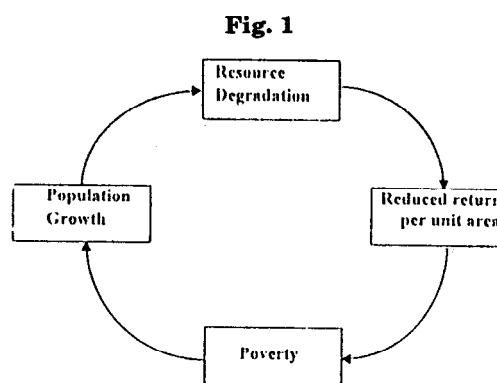 Fig. 1
Resource
Degradation
Population
Growth
Reduced return
per unit area
Poverty